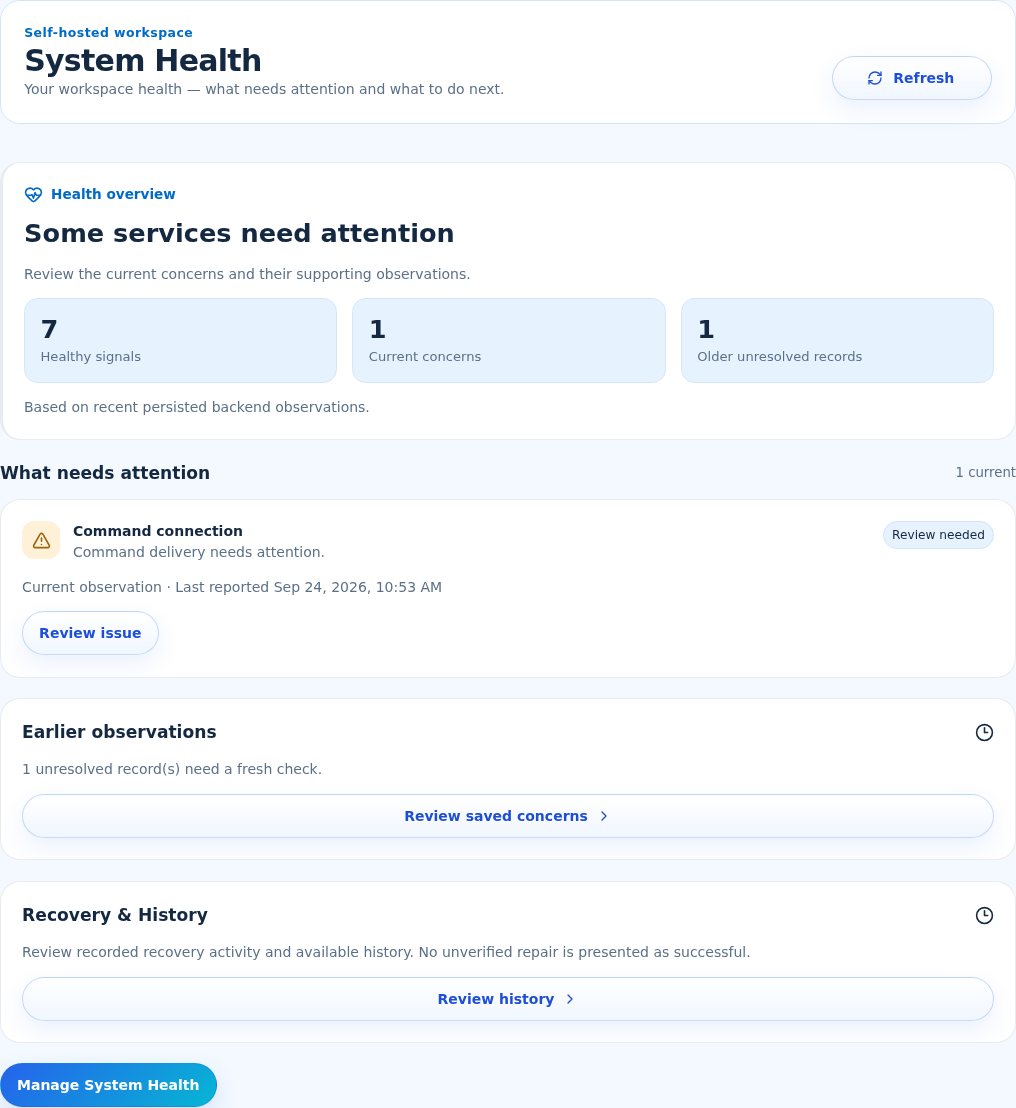 Self-hosted workspace
System Health
Your workspace health — what needs attention and what to do next.
Refresh
Health overview
Some services need attention
Review the current concerns and their supporting observations.
7
Healthy signals
1
Current concerns
1
Older unresolved records
Based on recent persisted backend observations.
What needs attention
1 current
Command connection
Command delivery needs attention.
Review needed
Current observation · Last reported Sep 24, 2026, 10:53 AM
Review issue
Earlier observations
1 unresolved record(s) need a fresh check.
Review saved concerns
Recovery & History
Review recorded recovery activity and available history. No unverified repair is presented as successful.
Review history
Manage System Health